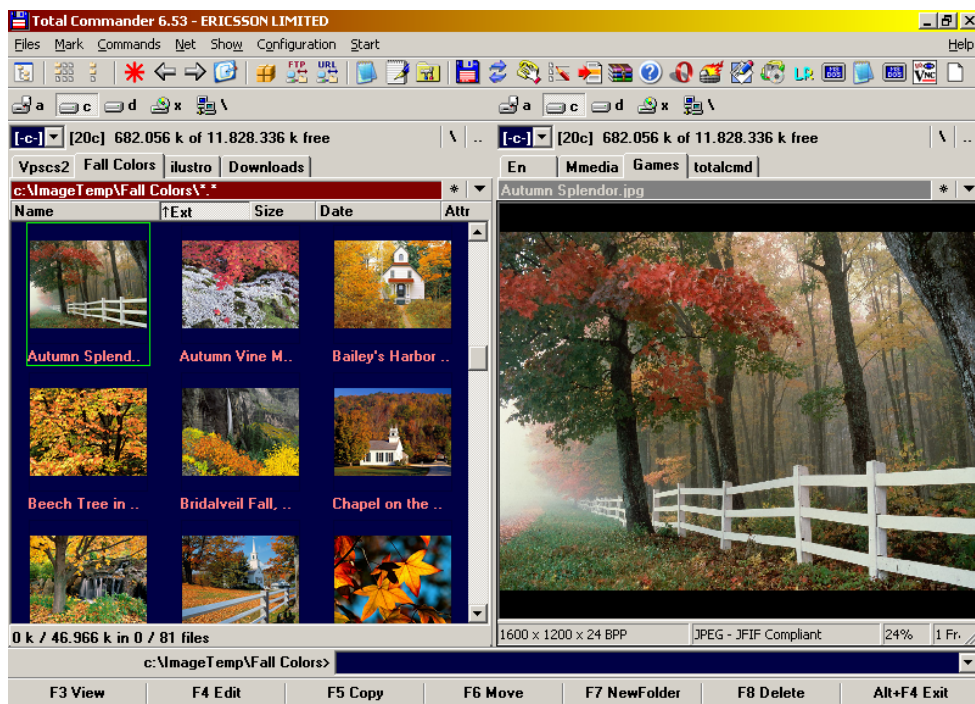 Total Commander 6.53 - ERICSSON LIMITED
Files Mark Commands Net Show Configuration Start Help
FTP URL L.R. DOS DOS VNC
a c d x \ a c d x \
[-c-] [20c] 682.056 k of 11.828.336 k free \ .. [-c-] [20c] 682.056 k of 11.828.336 k free \ ..
Vpscs2 Fall Colors ilustro Downloads En Mmedia Games totalcmd
c:\ImageTemp\Fall Colors\*.* * Autumn Splendor.jpg *
Name ↑Ext Size Date Attr
Autumn Splend.. Autumn Vine M.. Bailey's Harbor ..
Beech Tree in .. Bridalveil Fall, .. Chapel on the ..
0 k / 46.966 k in 0 / 81 files
1600 x 1200 x 24 BPP JPEG - JFIF Compliant 24% 1 Fr.
c:\ImageTemp\Fall Colors>
F3 View F4 Edit F5 Copy F6 Move F7 NewFolder F8 Delete Alt+F4 Exit